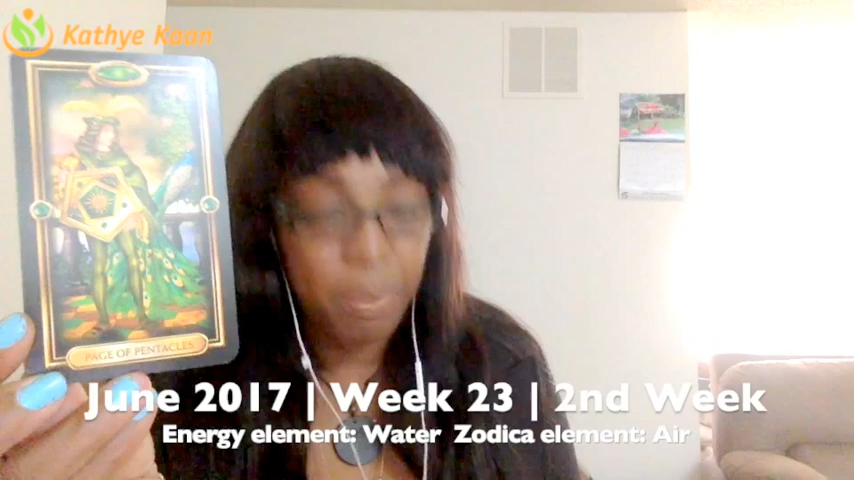 Kathye Kaan
PAGE OF PENTACLES
June 2017 | Week 23 | 2nd Week
Energy element: Water Zodica element: Air